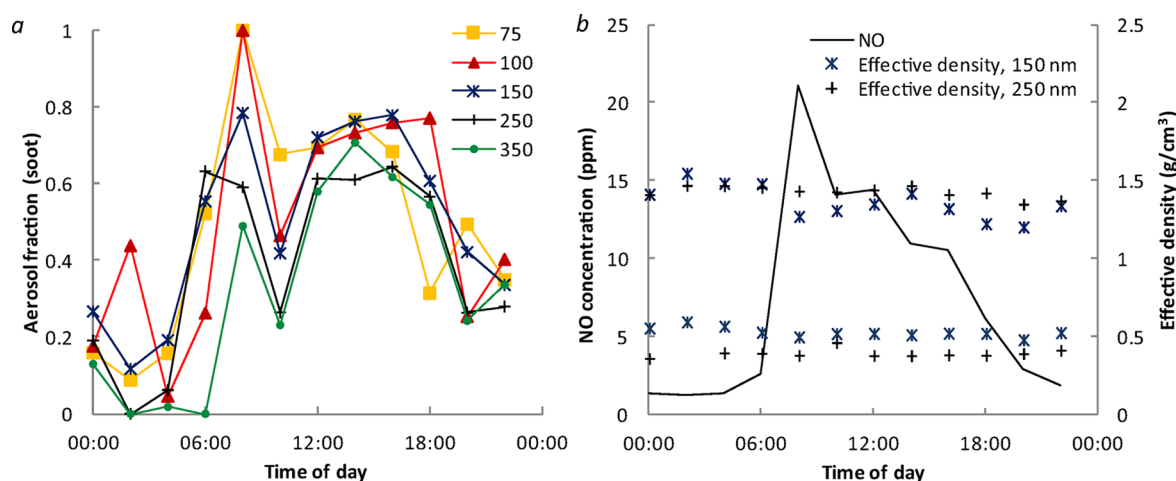 a
Aerosol fraction (soot)
1
0.8
0.6
0.4
0.2
0
00:00 06:00 12:00 18:00 00:00
Time of day
75
100
150
250
350
b
NO concentration (ppm)
25
20
15
10
5
0
00:00 06:00 12:00 18:00 00:00
Time of day
NO
Effective density, 150 nm
Effective density, 250 nm
2.5
2
1.5
1
0.5
0
Effective density (g/cm³)